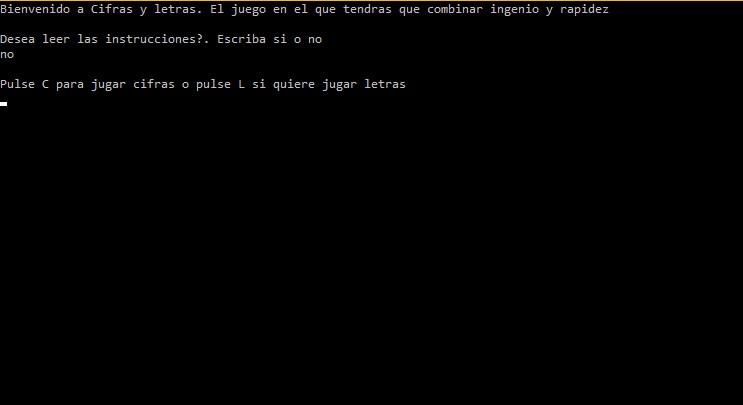 Bienvenido a Cifras y letras. El juego en el que tendras que combinar ingenio y rapidez
Desea leer las instrucciones?. Escriba si o no
no
Pulse C para jugar cifras o pulse L si quiere jugar letras